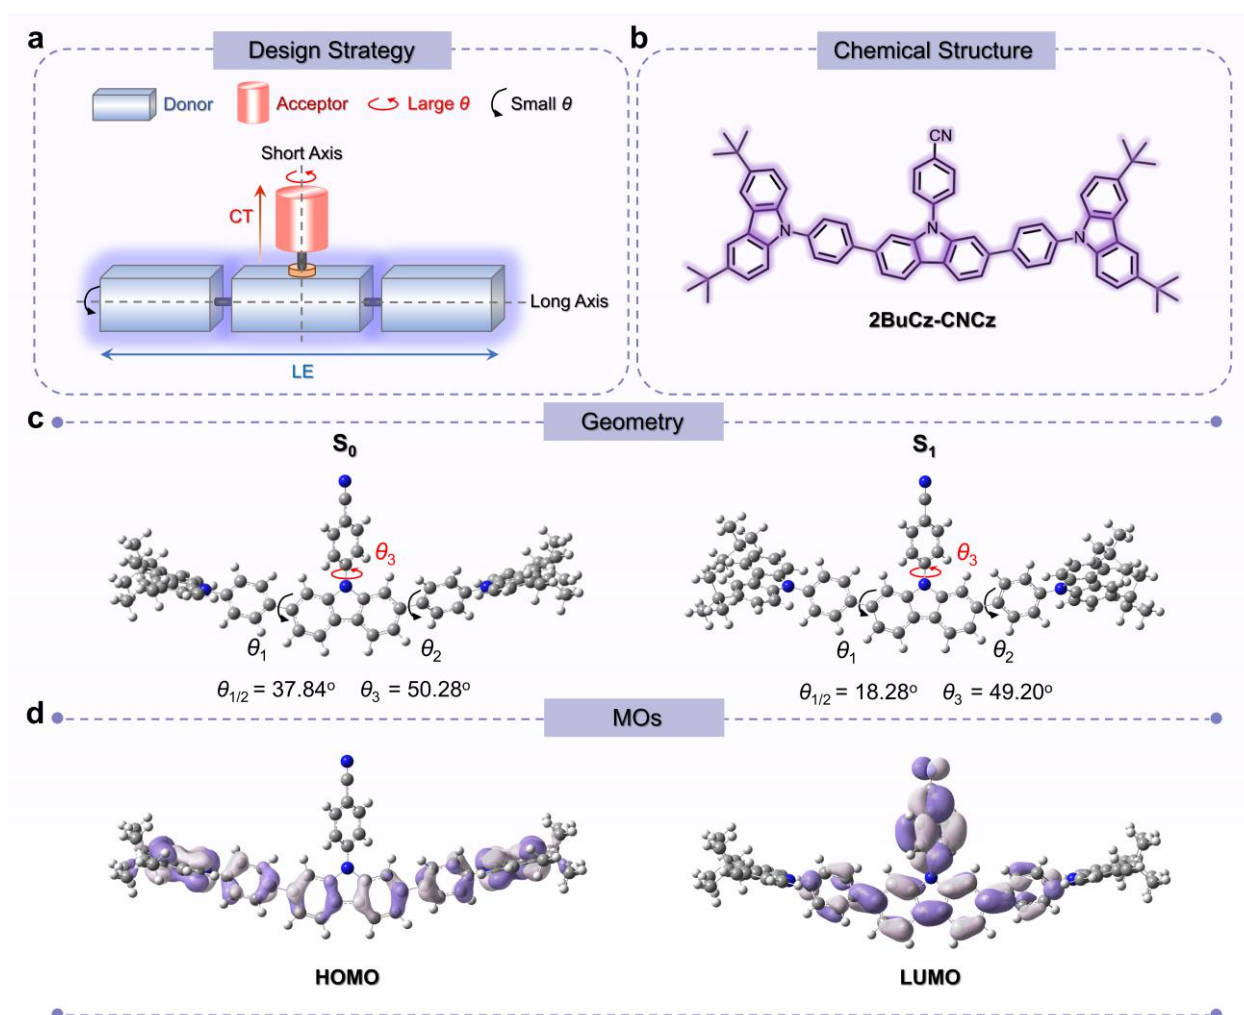 a
Design Strategy
Donor
Acceptor
Large θ
Small θ
Short Axis
CT
Long Axis
LE
b
Chemical Structure
CN
N
N
N
2BuCz-CNCz
c
Geometry
S₀
S₁
θ₃
θ₃
θ₁
θ₂
θ₁
θ₂
θ₁/₂ = 37.84° θ₃ = 50.28°
θ₁/₂ = 18.28° θ₃ = 49.20°
d
MOs
HOMO
LUMO